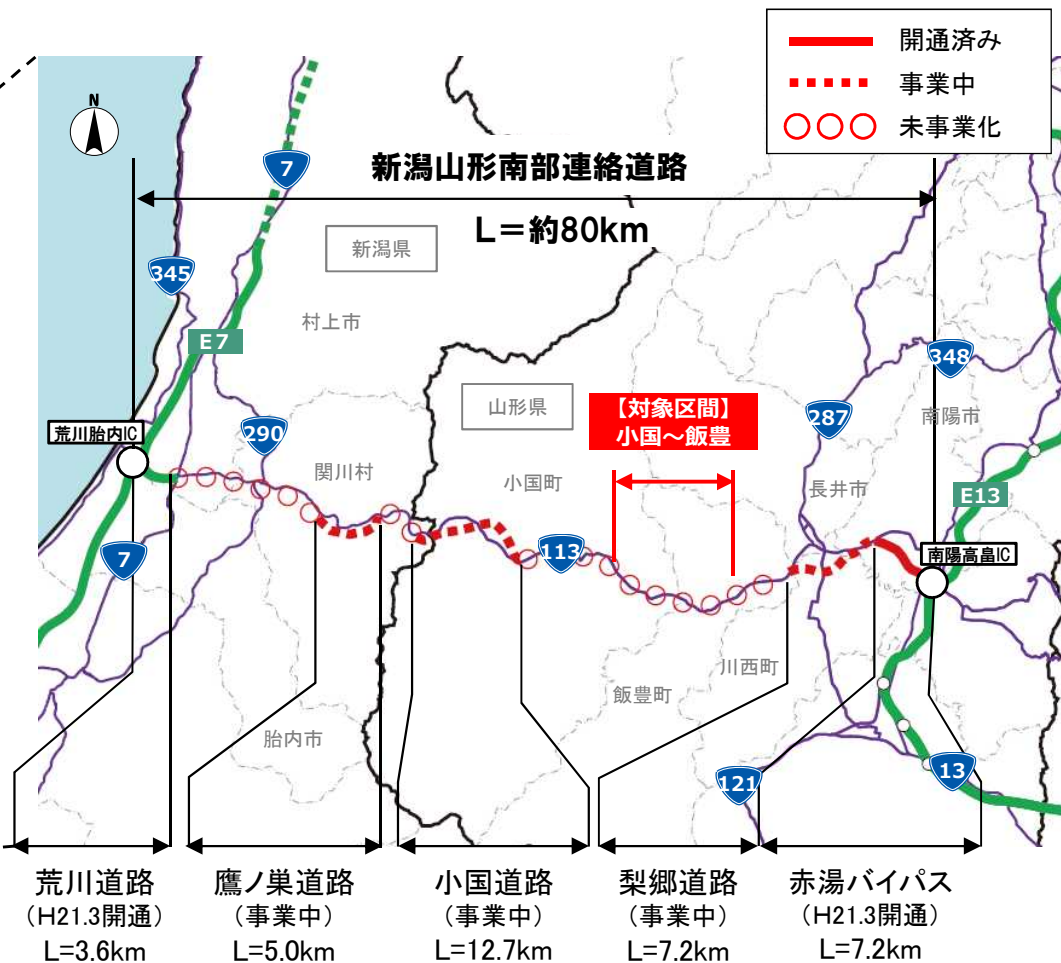 開通済み
事業中
未事業化
N
7
新潟山形南部連絡道路
L=約80km
新潟県
345
村上市
E7
348
山形県
【対象区間】
小国～飯豊
287
南陽市
荒川胎内IC
290
関川村
小国町
長井市
E13
7
113
南陽高畠IC
川西町
飯豊町
胎内市
121
13
荒川道路
（H21.3開通）
L=3.6km
鷹ノ巣道路
（事業中）
L=5.0km
小国道路
（事業中）
L=12.7km
梨郷道路
（事業中）
L=7.2km
赤湯バイパス
（H21.3開通）
L=7.2km